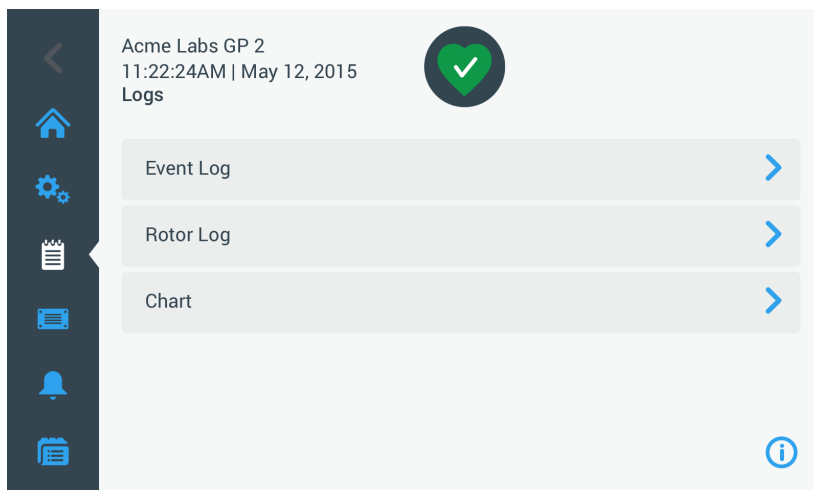 Acme Labs GP 2
11:22:24AM | May 12, 2015
Logs
Event Log
Rotor Log
Chart